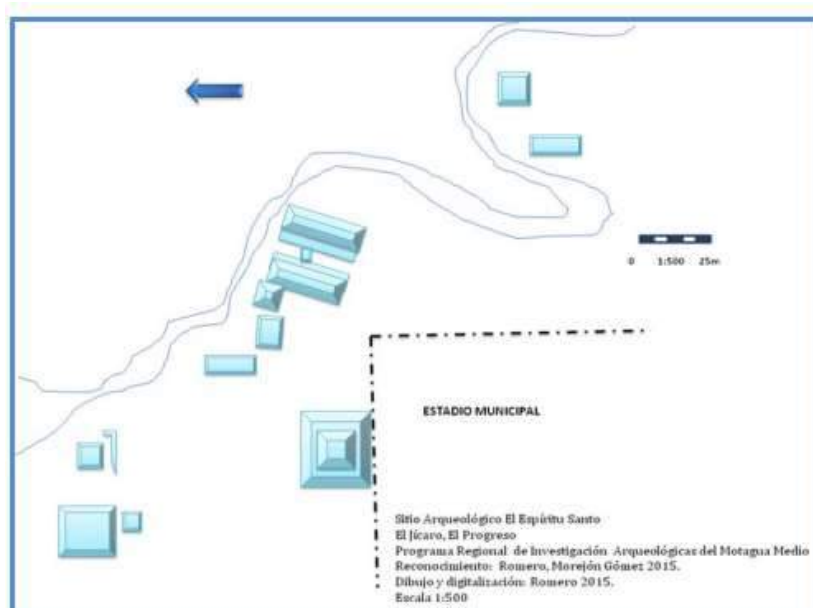 0 1:500 25m
ESTADIO MUNICIPAL
Sitio Arqueológico El Espíritu Santo
El Jícaro, El Progreso
Programa Regional de Investigación Arqueológicas del Motagua Medio
Reconocimiento: Romero, Morejón Gómez 2015.
Dibujo y digitalización: Romero 2015.
Escala 1:500